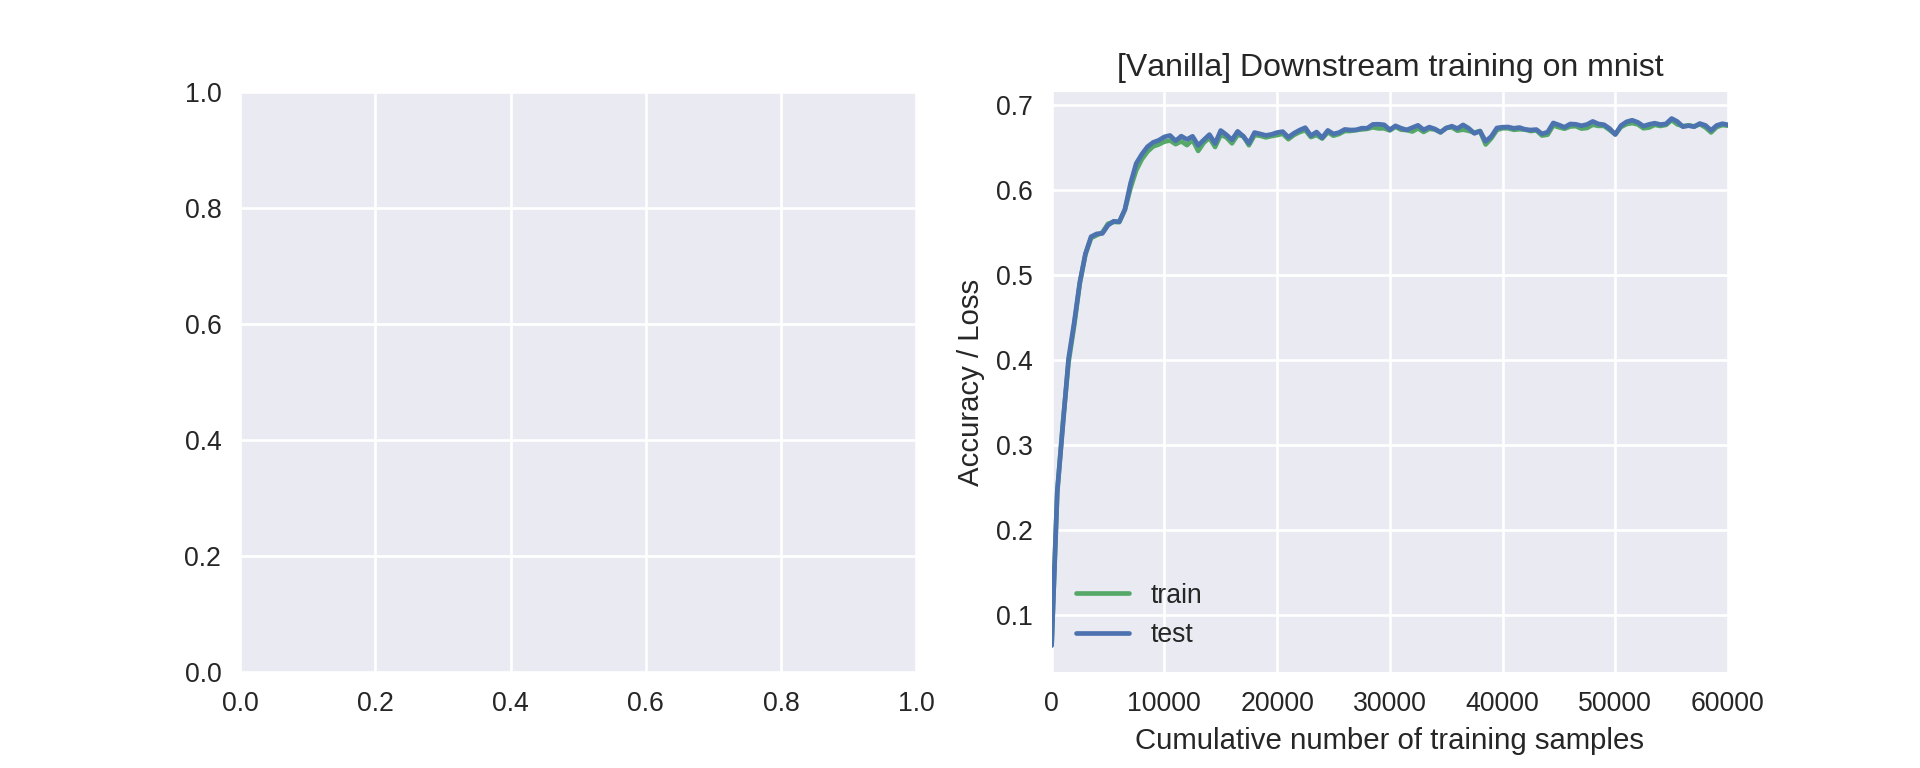 1.0
0.8
0.6
0.4
0.2
0.0
0.0 0.2 0.4 0.6 0.8 1.0
[Vanilla] Downstream training on mnist
Accuracy / Loss
0.7
0.6
0.5
0.4
0.3
0.2
0.1
train
test
0 10000 20000 30000 40000 50000 60000
Cumulative number of training samples